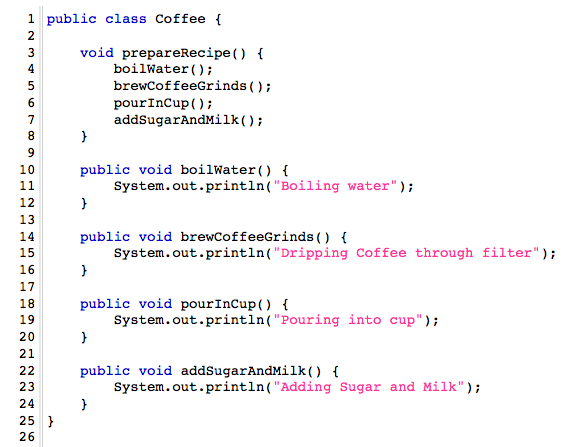 1 public class Coffee {
2
3     void prepareRecipe() {
4         boilWater();
5         brewCoffeeGrinds();
6         pourInCup();
7         addSugarAndMilk();
8     }
9
10     public void boilWater() {
11         System.out.println("Boiling water");
12     }
13
14     public void brewCoffeeGrinds() {
15         System.out.println("Dripping Coffee through filter");
16     }
17
18     public void pourInCup() {
19         System.out.println("Pouring into cup");
20     }
21
22     public void addSugarAndMilk() {
23         System.out.println("Adding Sugar and Milk");
24     }
25 }
26